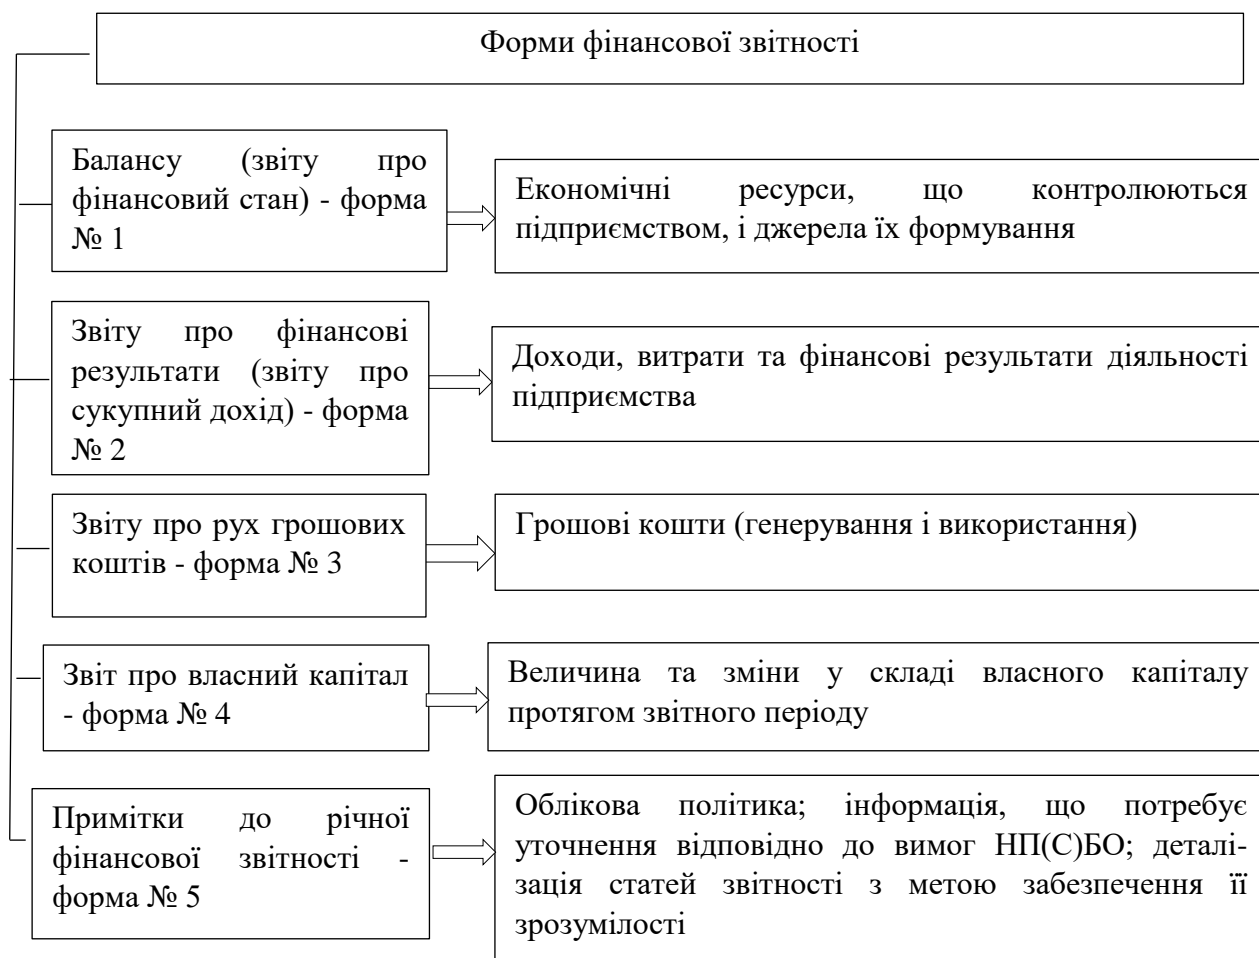 Форми фінансової звітності
Балансу (звіту про
фінансовий стан) - форма
№ 1
Економічні ресурси, що контролюються
підприємством, і джерела їх формування
Звіту про фінансові
результати (звіту про
сукупний дохід) - форма
№ 2
Доходи, витрати та фінансові результати діяльності
підприємства
Звіту про рух грошових
коштів - форма № 3
Грошові кошти (генерування і використання)
Звіт про власний капітал
- форма № 4
Величина та зміни у складі власного капіталу
протягом звітного періоду
Примітки до річної
фінансової звітності -
форма № 5
Облікова політика; інформація, що потребує
уточнення відповідно до вимог НП(С)БО; деталі-
зація статей звітності з метою забезпечення її
зрозумілості